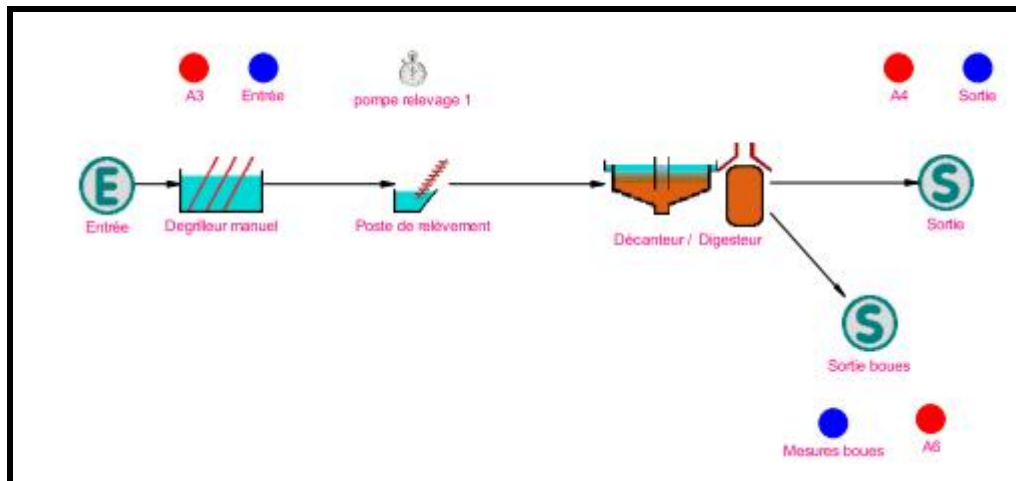 A3
Entrée
pompe relevage 1
A4
Sortie
E
Entrée
Dégrilleur manuel
Poste de relèvement
Décanteur / Digesteur
S
Sortie
S
Sortie boues
Mesures boues
A6